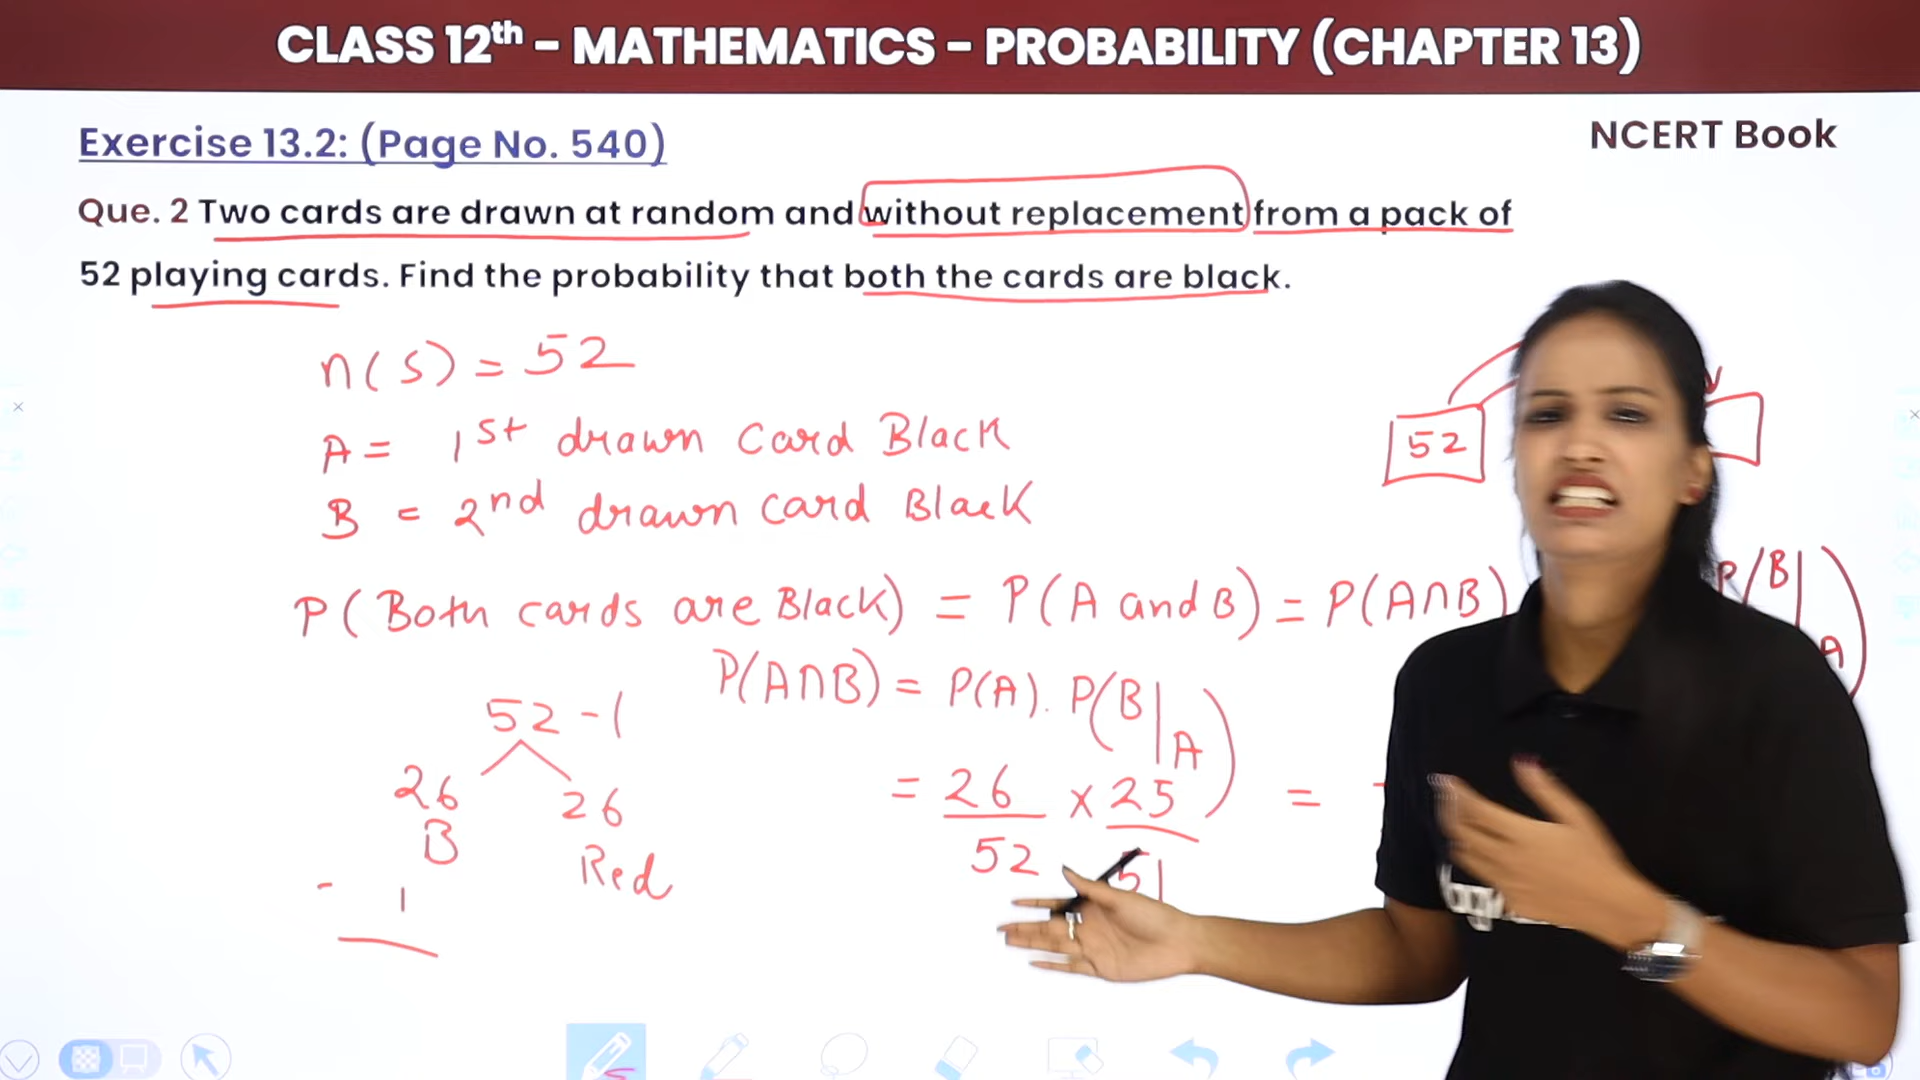 CLASS 12th - MATHEMATICS - PROBABILITY (CHAPTER 13)
Exercise 13.2: (Page No. 540)
NCERT Book
Que. 2 Two cards are drawn at random and without replacement from a pack of
52 playing cards. Find the probability that both the cards are black.
n(S) = 52
A = 1st drawn Card Black
52
B = 2nd drawn Card Black
P(Both cards are Black) = P(A and B) = P(A∩B)
P(B|A)
P(A∩B) = P(A). P(B|A)
52 - 1
26 26
B Red
- 1
= 26/52 × 25/51 =